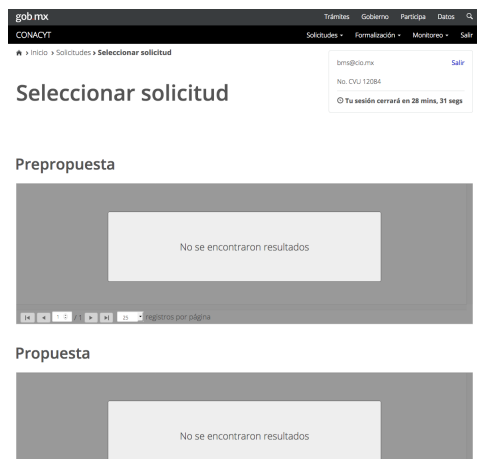 gob mx Trámites Gobierno Participa Datos
CONACYT Solicitudes Formalización Monitoreo Salir
> Inicio > Solicitudes > Seleccionar solicitud
bms@cio.mx Salir
No. CVU 12084
Tu sesión cerrará en 28 mins, 31 segs
Seleccionar solicitud
Prepropuesta
No se encontraron resultados
1 / 1 25 registros por página
Propuesta
No se encontraron resultados